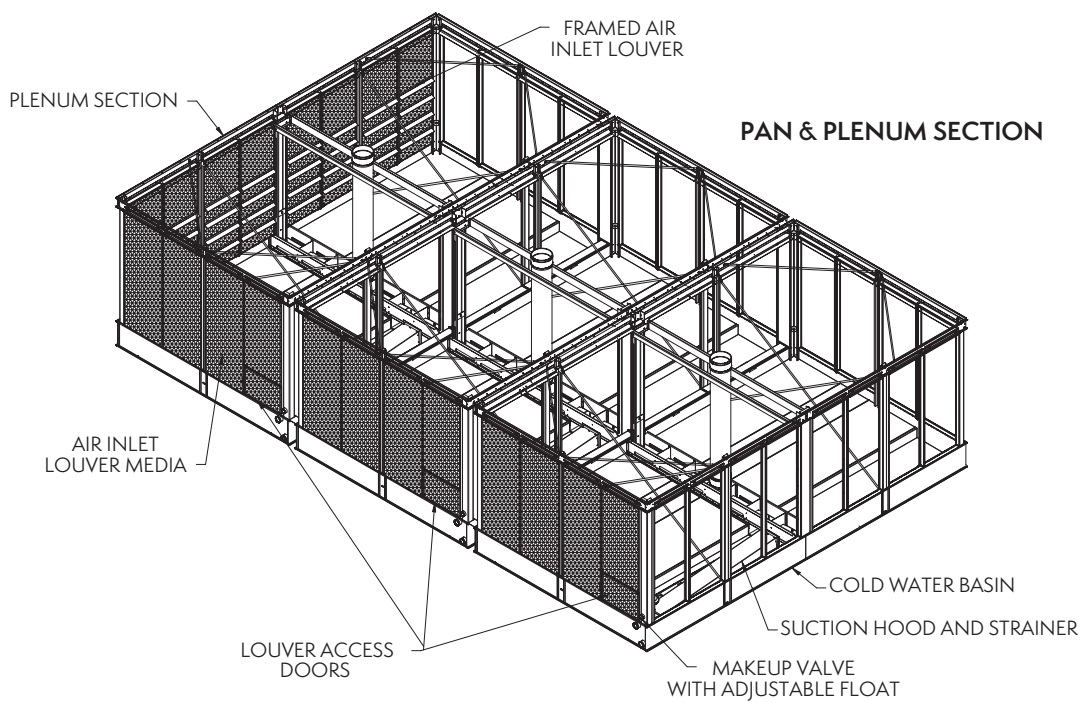 FRAMED AIR
INLET LOUVER
PLENUM SECTION
PAN & PLENUM SECTION
AIR INLET
LOUVER MEDIA
COLD WATER BASIN
SUCTION HOOD AND STRAINER
LOUVER ACCESS
DOORS
MAKEUP VALVE
WITH ADJUSTABLE FLOAT